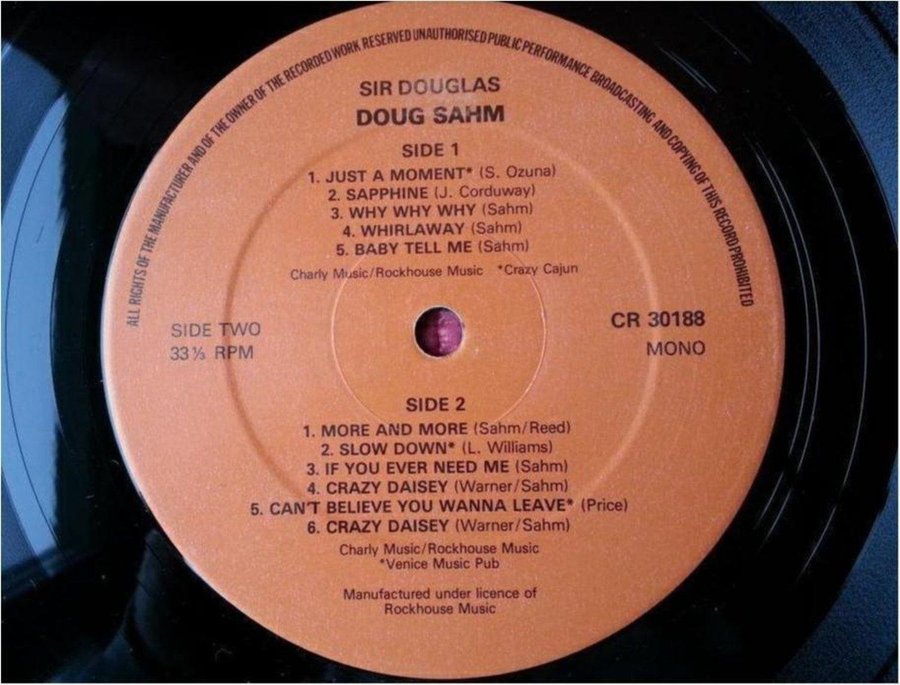 ALL RIGHTS OF THE MANUFACTURER AND OF THE OWNER OF THE RECORDED WORK RESERVED UNAUTHORISED PUBLIC PERFORMANCE BROADCASTING AND COPYING OF THIS RECORD PROHIBITED
SIR DOUGLAS
DOUG SAHM
SIDE 1
1. JUST A MOMENT* (S. Ozuna)
2. SAPPHINE (J. Corduway)
3. WHY WHY WHY (Sahm)
4. WHIRLAWAY (Sahm)
5. BABY TELL ME (Sahm)
Charly Music/Rockhouse Music *Crazy Cajun
SIDE TWO
33⅓ RPM
CR 30188
MONO
SIDE 2
1. MORE AND MORE (Sahm/Reed)
2. SLOW DOWN* (L. Williams)
3. IF YOU EVER NEED ME (Sahm)
4. CRAZY DAISEY (Warner/Sahm)
5. CAN'T BELIEVE YOU WANNA LEAVE* (Price)
6. CRAZY DAISEY (Warner/Sahm)
Charly Music/Rockhouse Music
*Venice Music Pub
Manufactured under licence of
Rockhouse Music